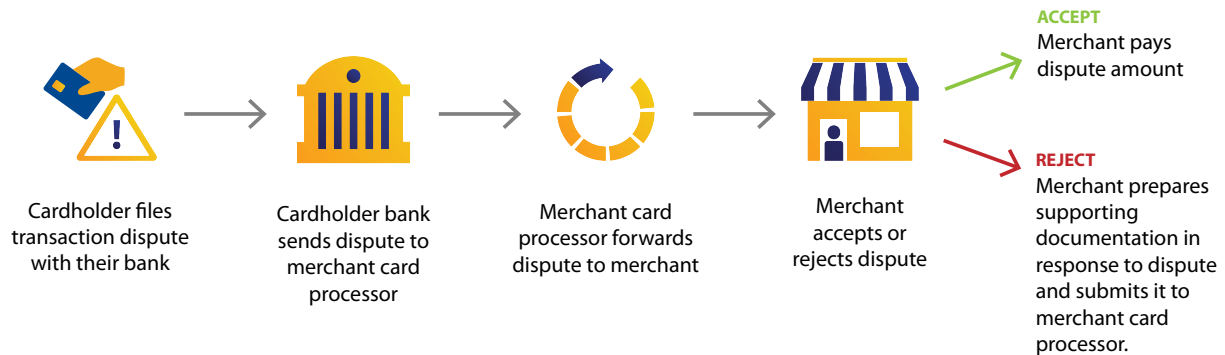 Cardholder files
transaction dispute
with their bank
Cardholder bank
sends dispute to
merchant card
processor
Merchant card
processor forwards
dispute to merchant
Merchant
accepts or
rejects dispute
ACCEPT
Merchant pays
dispute amount
REJECT
Merchant prepares
supporting
documentation in
response to dispute
and submits it to
merchant card
processor.